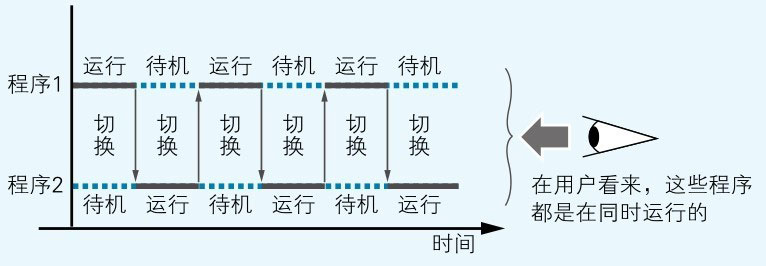 运行 待机 运行 待机 运行 待机
程序1
切换 切换 切换 切换 切换 切换
程序2
待机 运行 待机 运行 待机 运行
时间
在用户看来，这些程序
都是在同时运行的